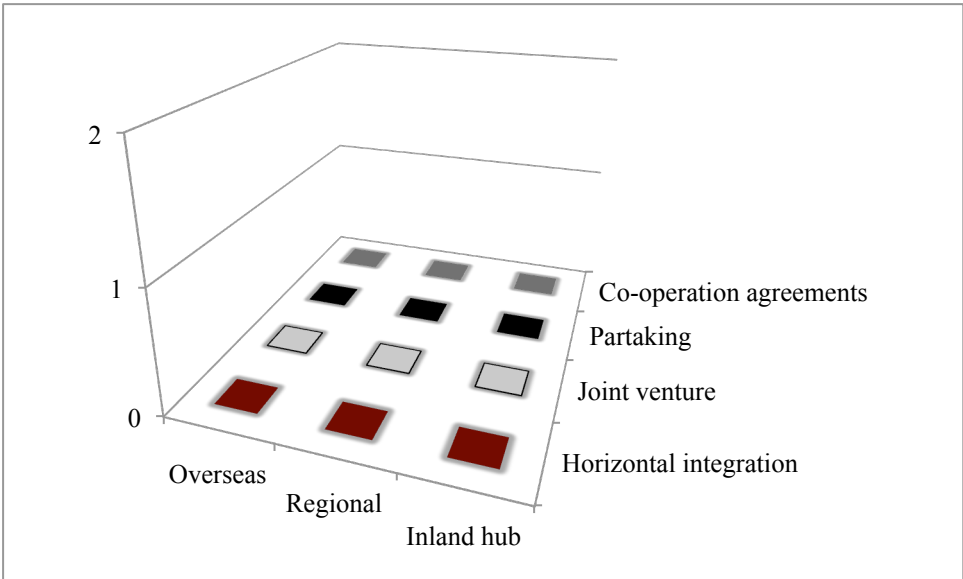 2
1
0
Co-operation agreements
Partaking
Joint venture
Horizontal integration
Overseas
Regional
Inland hub